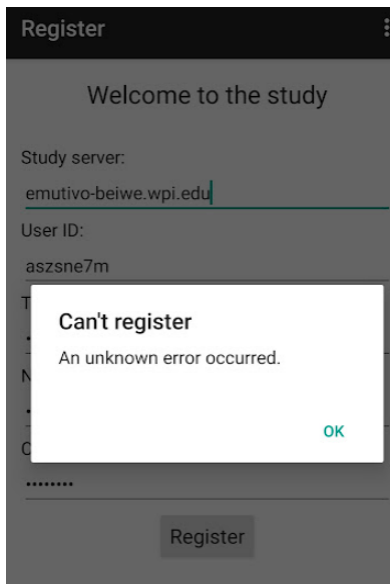 Register
Welcome to the study
Study server:
emutivo-beiwe.wpi.edu
User ID:
aszsne7m
T
Can't register
An unknown error occurred.
N
OK
C
••••••••
Register